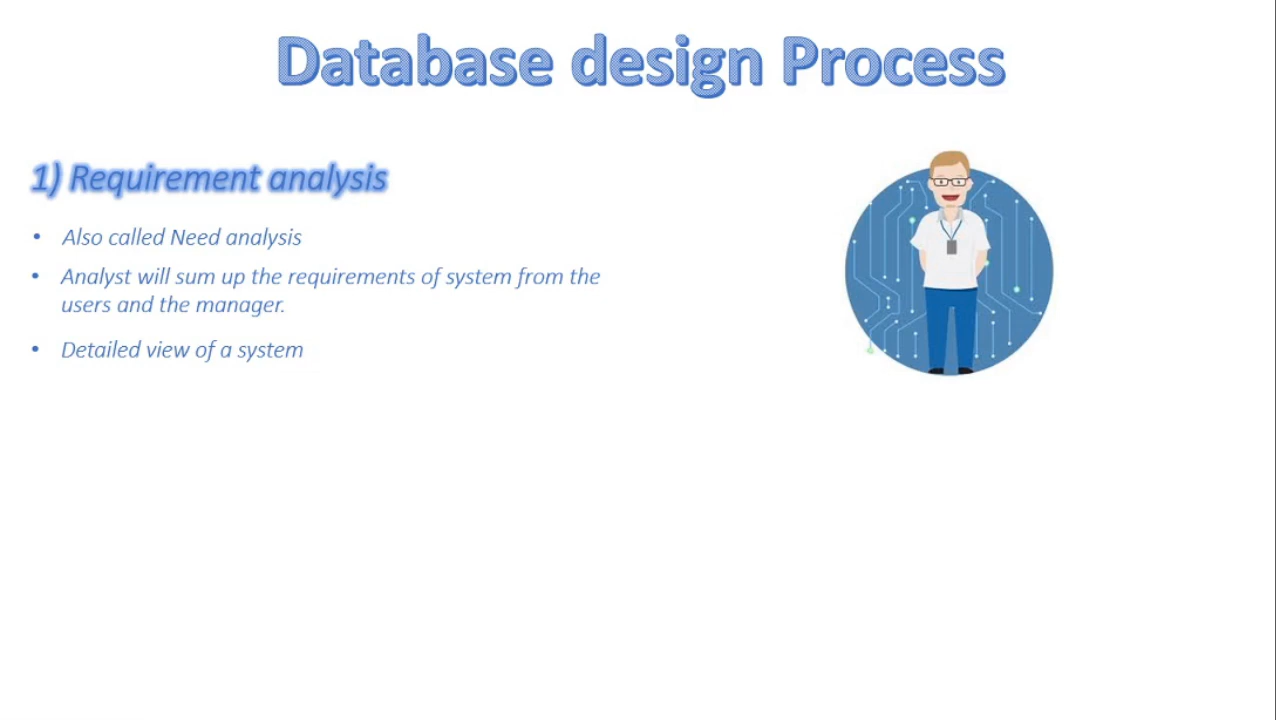 Database design Process
1) Requirement analysis
• Also called Need analysis
• Analyst will sum up the requirements of system from the
users and the manager.
• Detailed view of a system